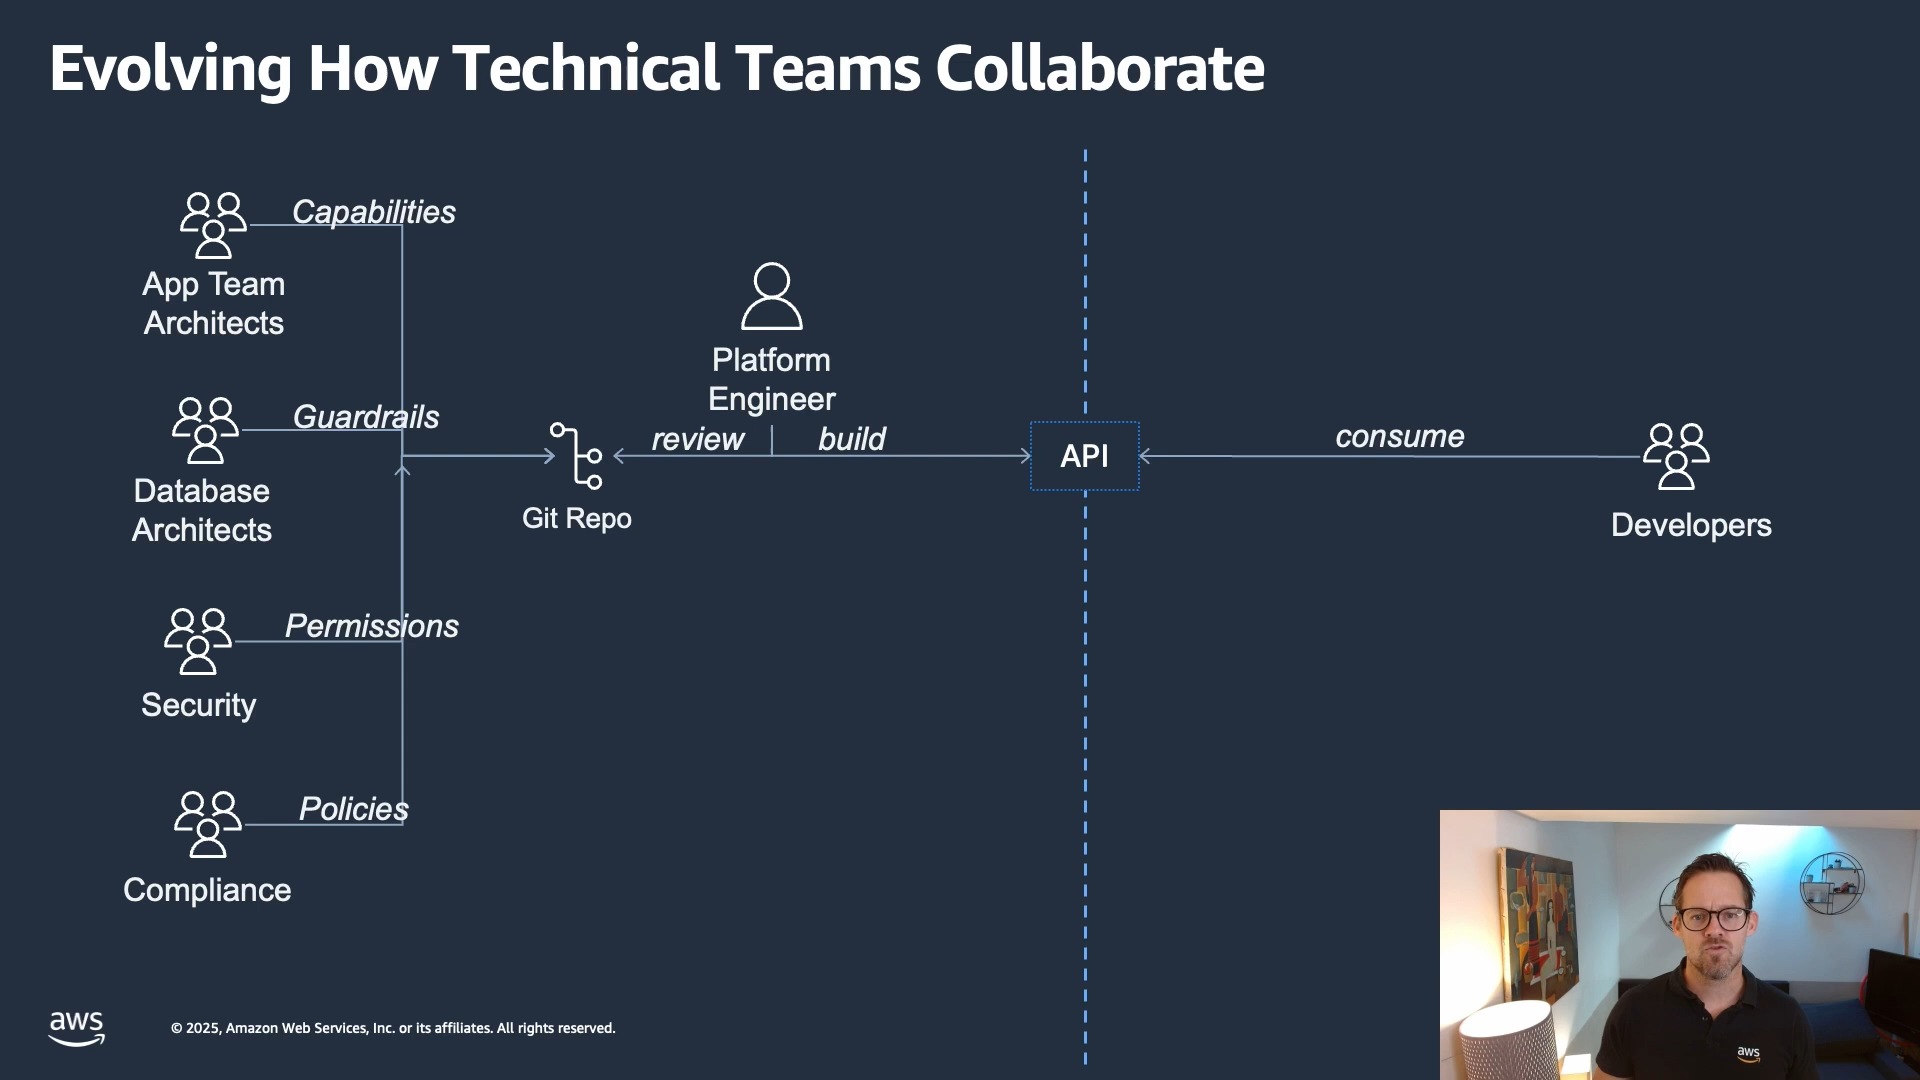 Evolving How Technical Teams Collaborate
Capabilities
App Team
Architects
Guardrails
Database
Architects
Permissions
Security
Policies
Compliance
Git Repo
Platform
Engineer
review
build
API
consume
Developers
aws
© 2025, Amazon Web Services, Inc. or its affiliates. All rights reserved.
aws